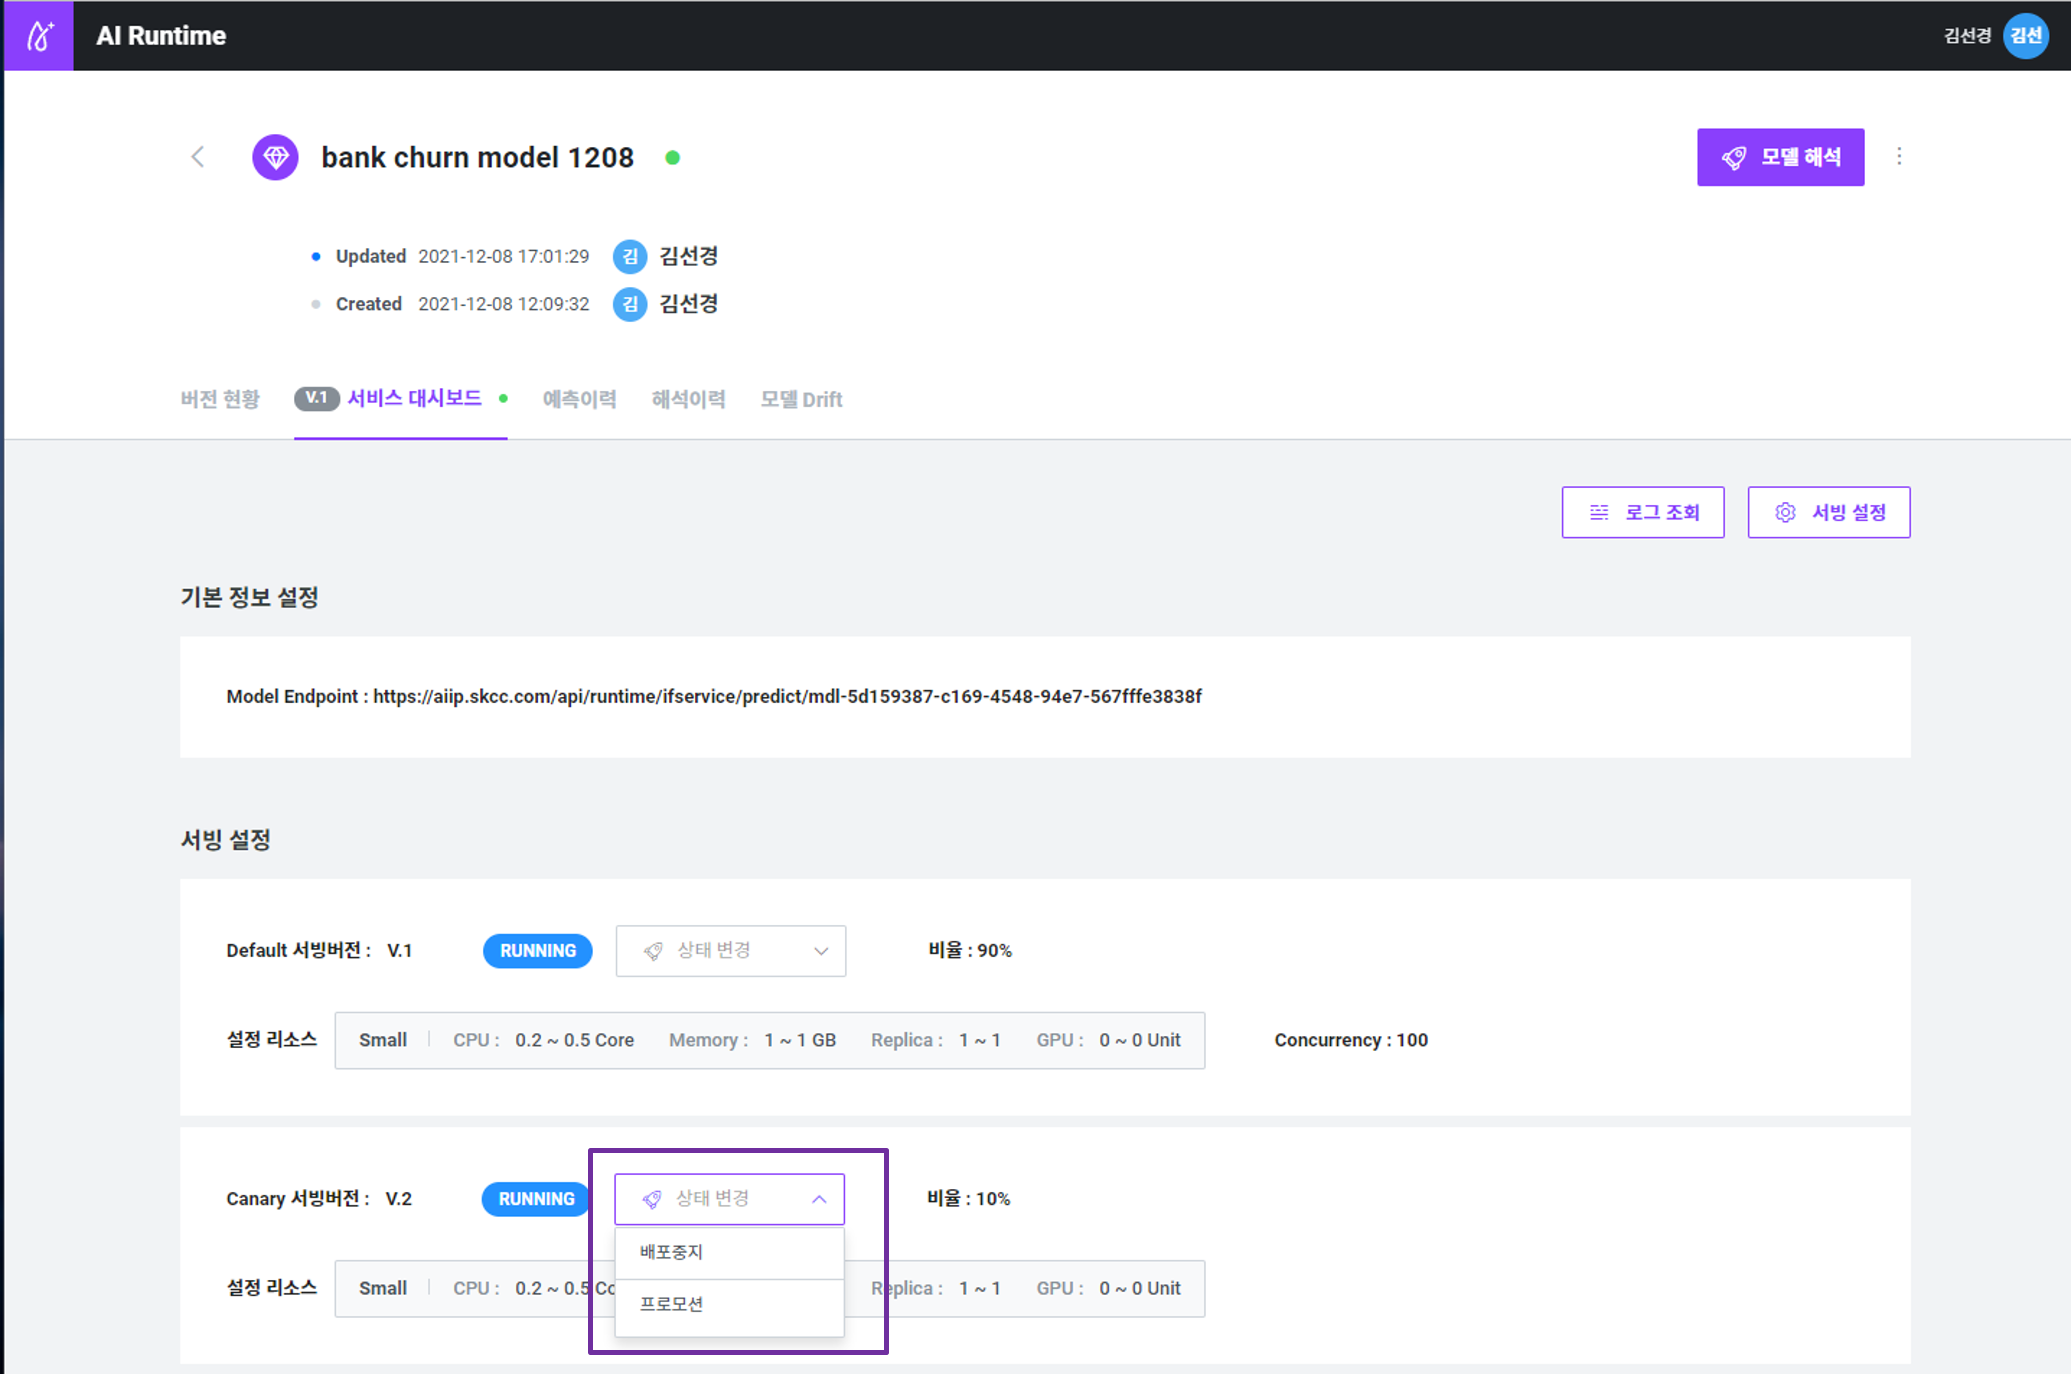 AI Runtime
김선경 김선
bank churn model 1208
모델 해석
Updated 2021-12-08 17:01:29 김 김선경
Created 2021-12-08 12:09:32 김 김선경
버전 현황 V.1 서비스 대시보드 예측이력 해석이력 모델 Drift
로그 조회 서빙 설정
기본 정보 설정
Model Endpoint : https://aiip.skcc.com/api/runtime/ifservice/predict/mdl-5d159387-c169-4548-94e7-567fffe3838f
서빙 설정
Default 서빙버전 : V.1 RUNNING 상태 변경 비율 : 90%
설정 리소스 Small CPU : 0.2 ~ 0.5 Core Memory : 1 ~ 1 GB Replica : 1 ~ 1 GPU : 0 ~ 0 Unit Concurrency : 100
Canary 서빙버전 : V.2 RUNNING 상태 변경 비율 : 10%
배포중지
설정 리소스 Small CPU : 0.2 ~ 0.5 Co Replica : 1 ~ 1 GPU : 0 ~ 0 Unit
프로모션